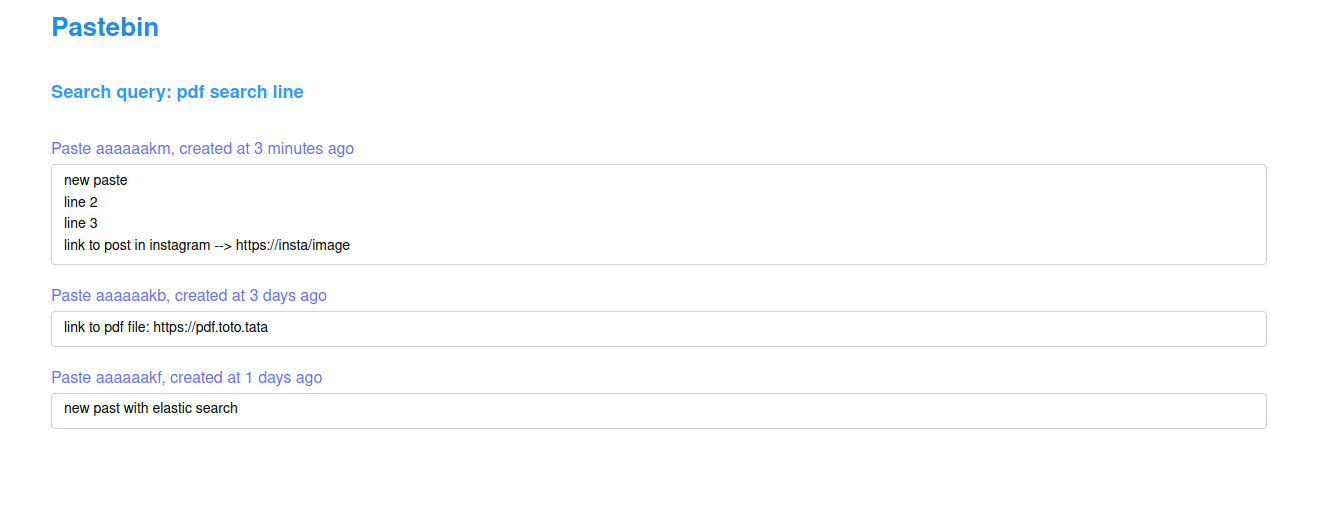 Pastebin
Search query: pdf search line
Paste aaaaaakm, created at 3 minutes ago
new paste
line 2
line 3
link to post in instagram --> https://insta/image
Paste aaaaaakb, created at 3 days ago
link to pdf file: https://pdf.toto.tata
Paste aaaaaakf, created at 1 days ago
new past with elastic search